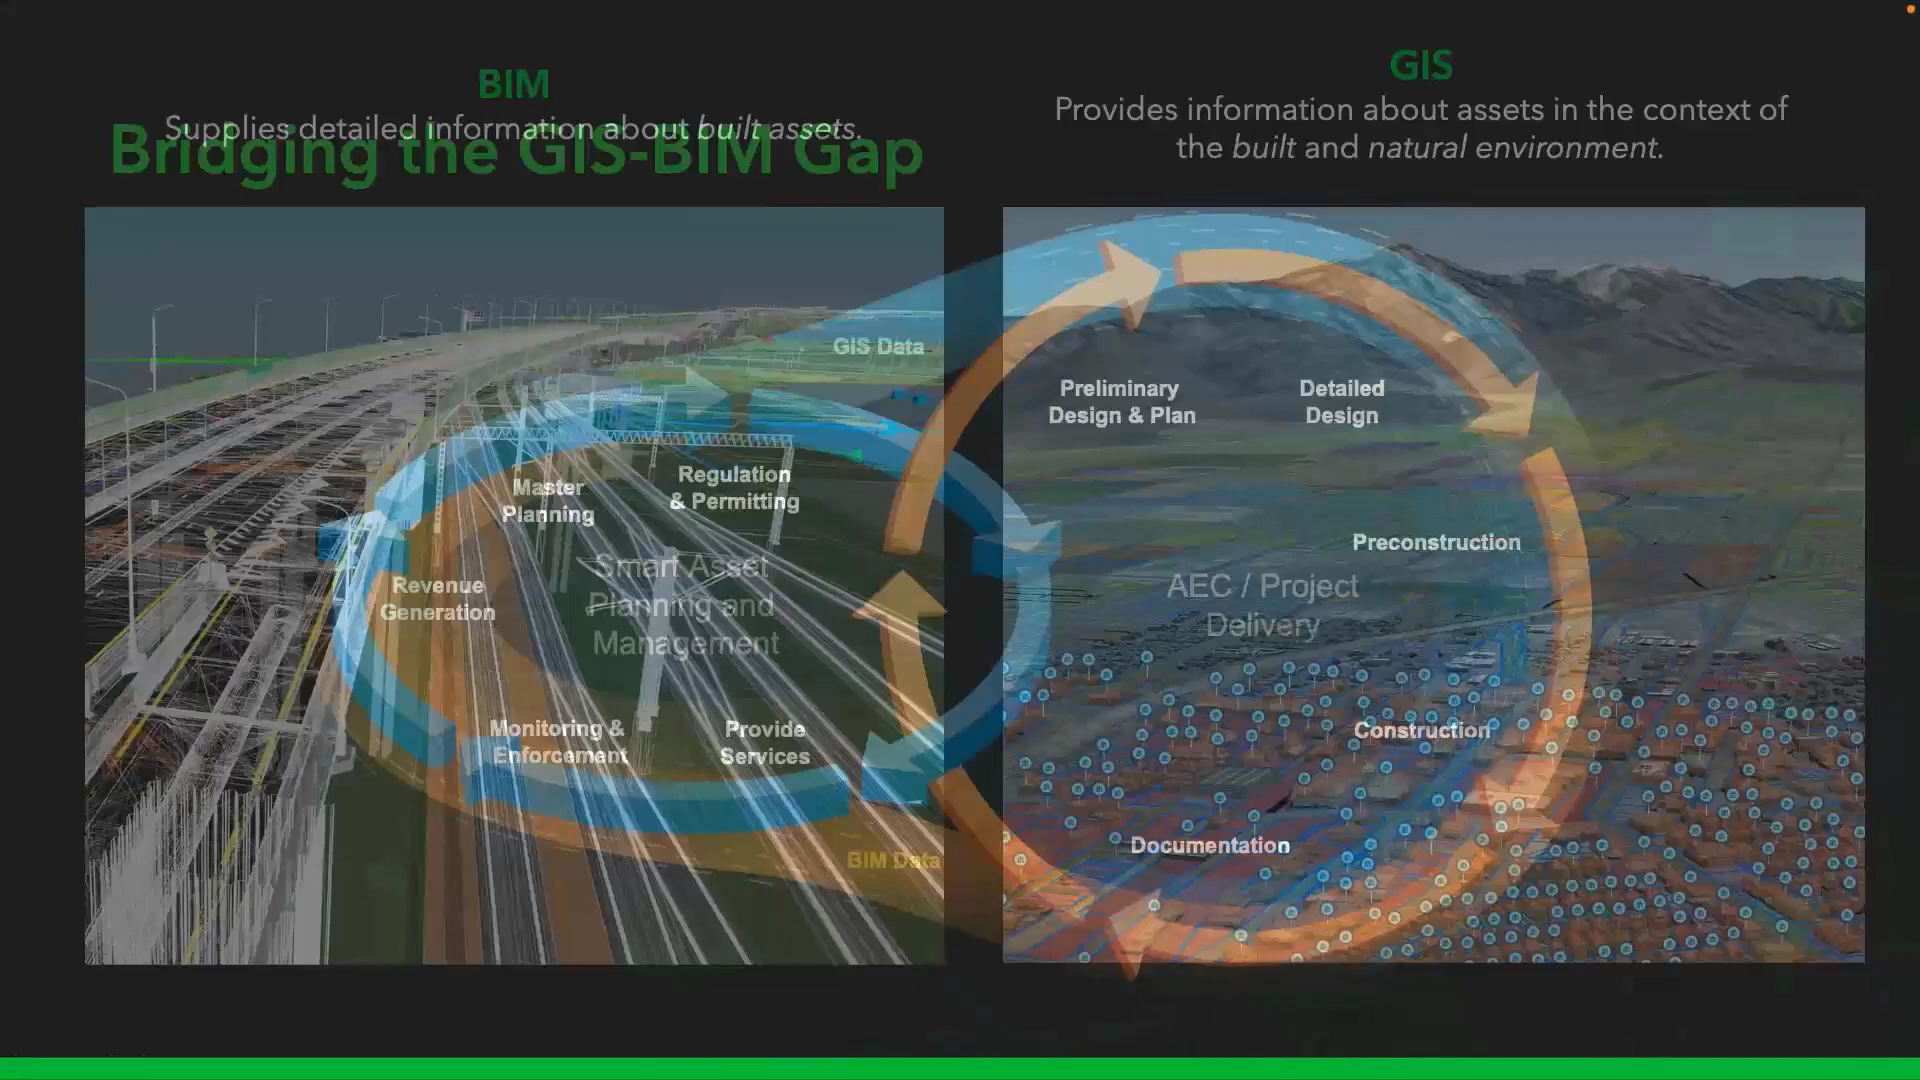 BIM
Supplies detailed information about built assets.
Bridging the GIS-BIM Gap
GIS
Provides information about assets in the context of
the built and natural environment.
GIS Data
Master
Planning
Regulation
& Permitting
Revenue
Generation
Smart Asset
Planning and
Management
Monitoring &
Enforcement
Provide
Services
BIM Data
Preliminary
Design & Plan
Detailed
Design
Preconstruction
AEC / Project
Delivery
Construction
Documentation